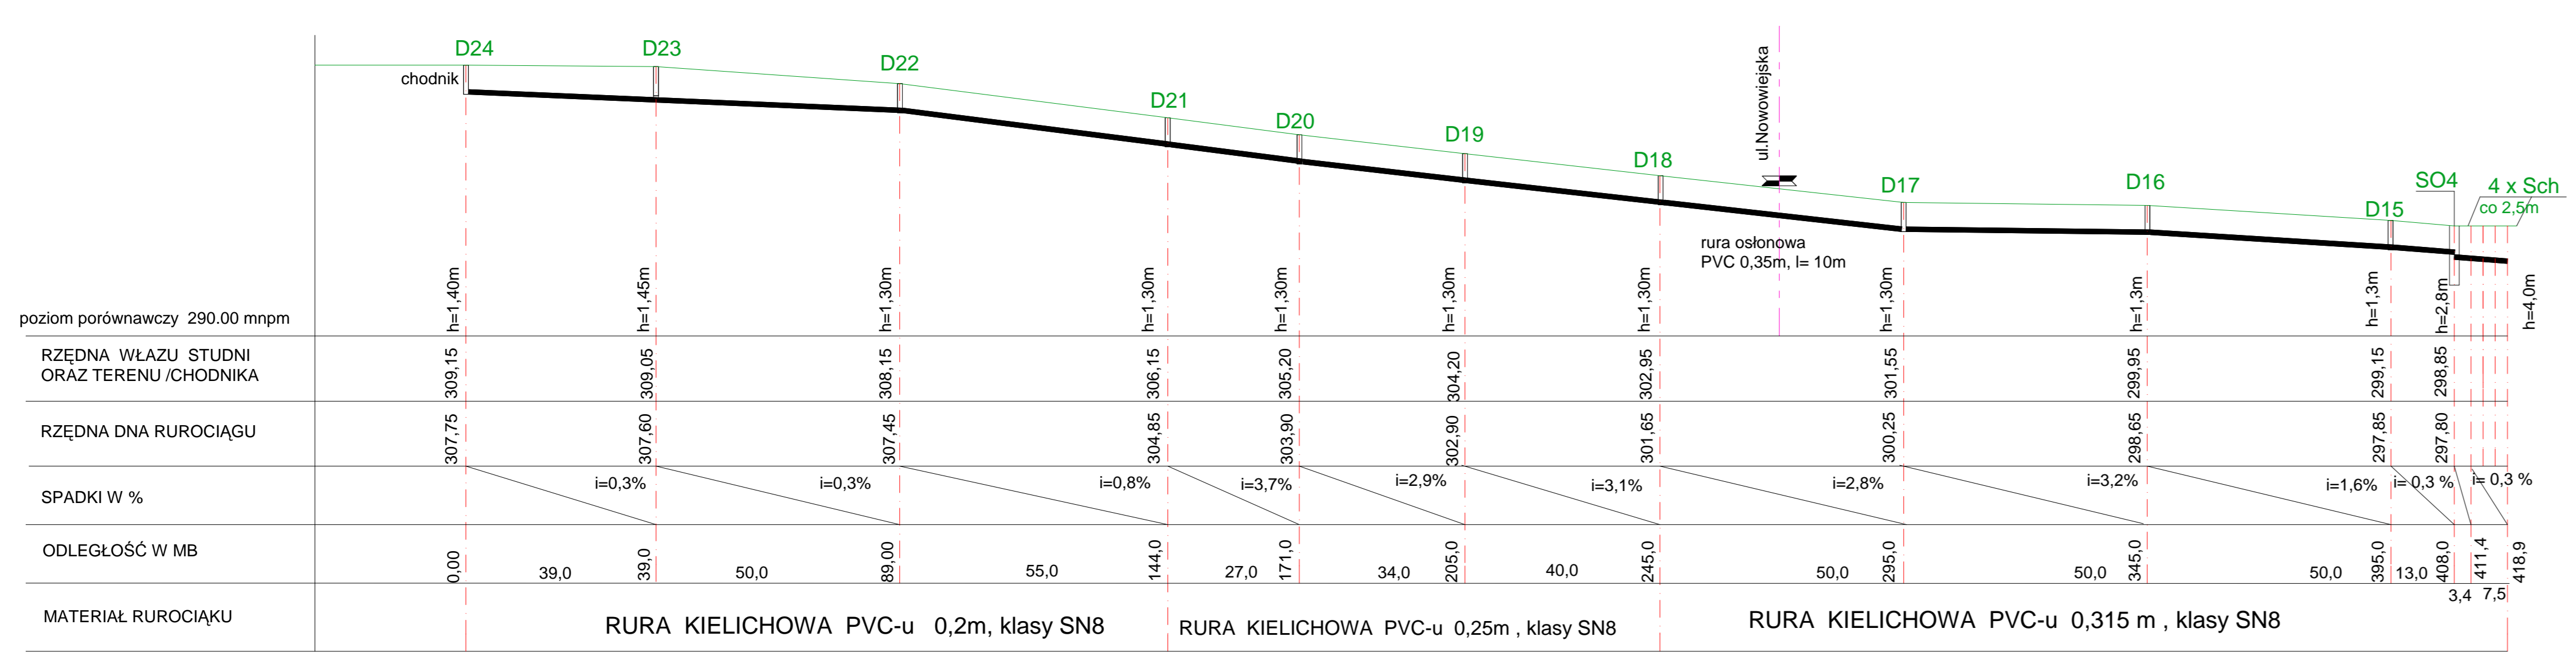 D24
D23
D22
D21
D20
D19
D18
D17
D16
D15
SO4
4 x Sch
co 2,5m
chodnik
ul.Nowowiejska
rura osłonowa
PVC 0,35m, l= 10m
h=1,40m
h=1,45m
h=1,30m
h=1,30m
h=1,30m
h=1,30m
h=1,30m
h=1,30m
h=1,3m
h=1,3m
h=2,8m
h=4,0m
poziom porównawczy 290.00 mnpm
RZĘDNA WŁAZU STUDNI
ORAZ TERENU /CHODNIKA
309,15
309,05
308,15
306,15
305,20
304,20
302,95
301,55
299,95
299,15
298,85
RZĘDNA DNA RUROCIĄGU
307,75
307,60
307,45
304,85
303,90
302,90
301,65
300,25
298,65
297,85
297,80
SPADKI W %
i=0,3%
i=0,3%
i=0,8%
i=3,7%
i=2,9%
i=3,1%
i=2,8%
i=3,2%
i=1,6%
i= 0,3 %
i= 0,3 %
ODLEGŁOŚĆ W MB
0,00
39,0
39,0
50,0
89,00
55,0
144,0
27,0
171,0
34,0
205,0
40,0
245,0
50,0
295,0
50,0
345,0
50,0
395,0
13,0
408,0
3,4
411,4
7,5
418,9
MATERIAŁ RUROCIĄKU
RURA KIELICHOWA PVC-u 0,2m, klasy SN8
RURA KIELICHOWA PVC-u 0,25m , klasy SN8
RURA KIELICHOWA PVC-u 0,315 m , klasy SN8